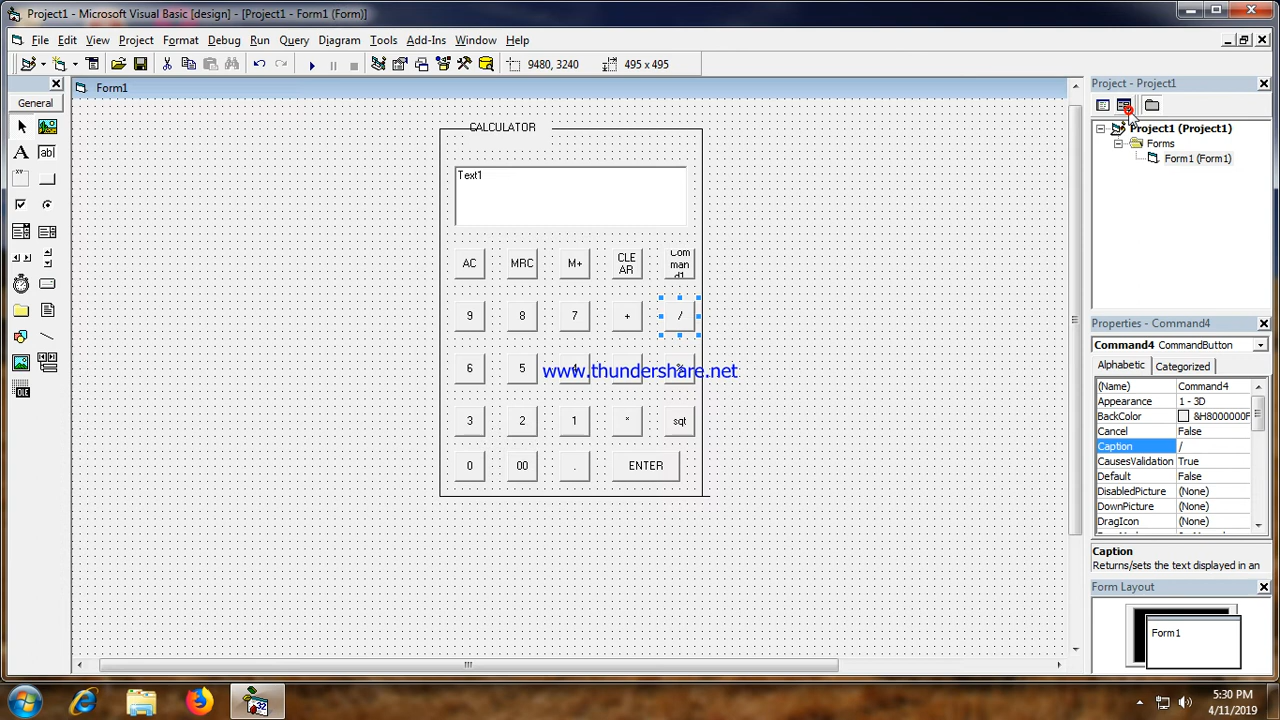 Project1 - Microsoft Visual Basic [design] - [Project1 - Form1 (Form)]
File Edit View Project Format Debug Run Query Diagram Tools Add-Ins Window Help
9480, 3240 495 x 495
General
Form1
CALCULATOR
Text1
AC MRC M+ CLE AR Com man d1
9 8 7 + /
6 5 %
www.thundershare.net
3 2 1 * sqt
0 00 . ENTER
Project - Project1
Project1 (Project1)
Forms
Form1 (Form1)
Properties - Command4
Command4 CommandButton
Alphabetic Categorized
(Name) Command4
Appearance 1 - 3D
BackColor &H8000000F
Cancel False
Caption /
CausesValidation True
Default False
DisabledPicture (None)
DownPicture (None)
DragIcon (None)
Caption
Returns/sets the text displayed in an
Form Layout
Form1
5:30 PM
4/11/2019